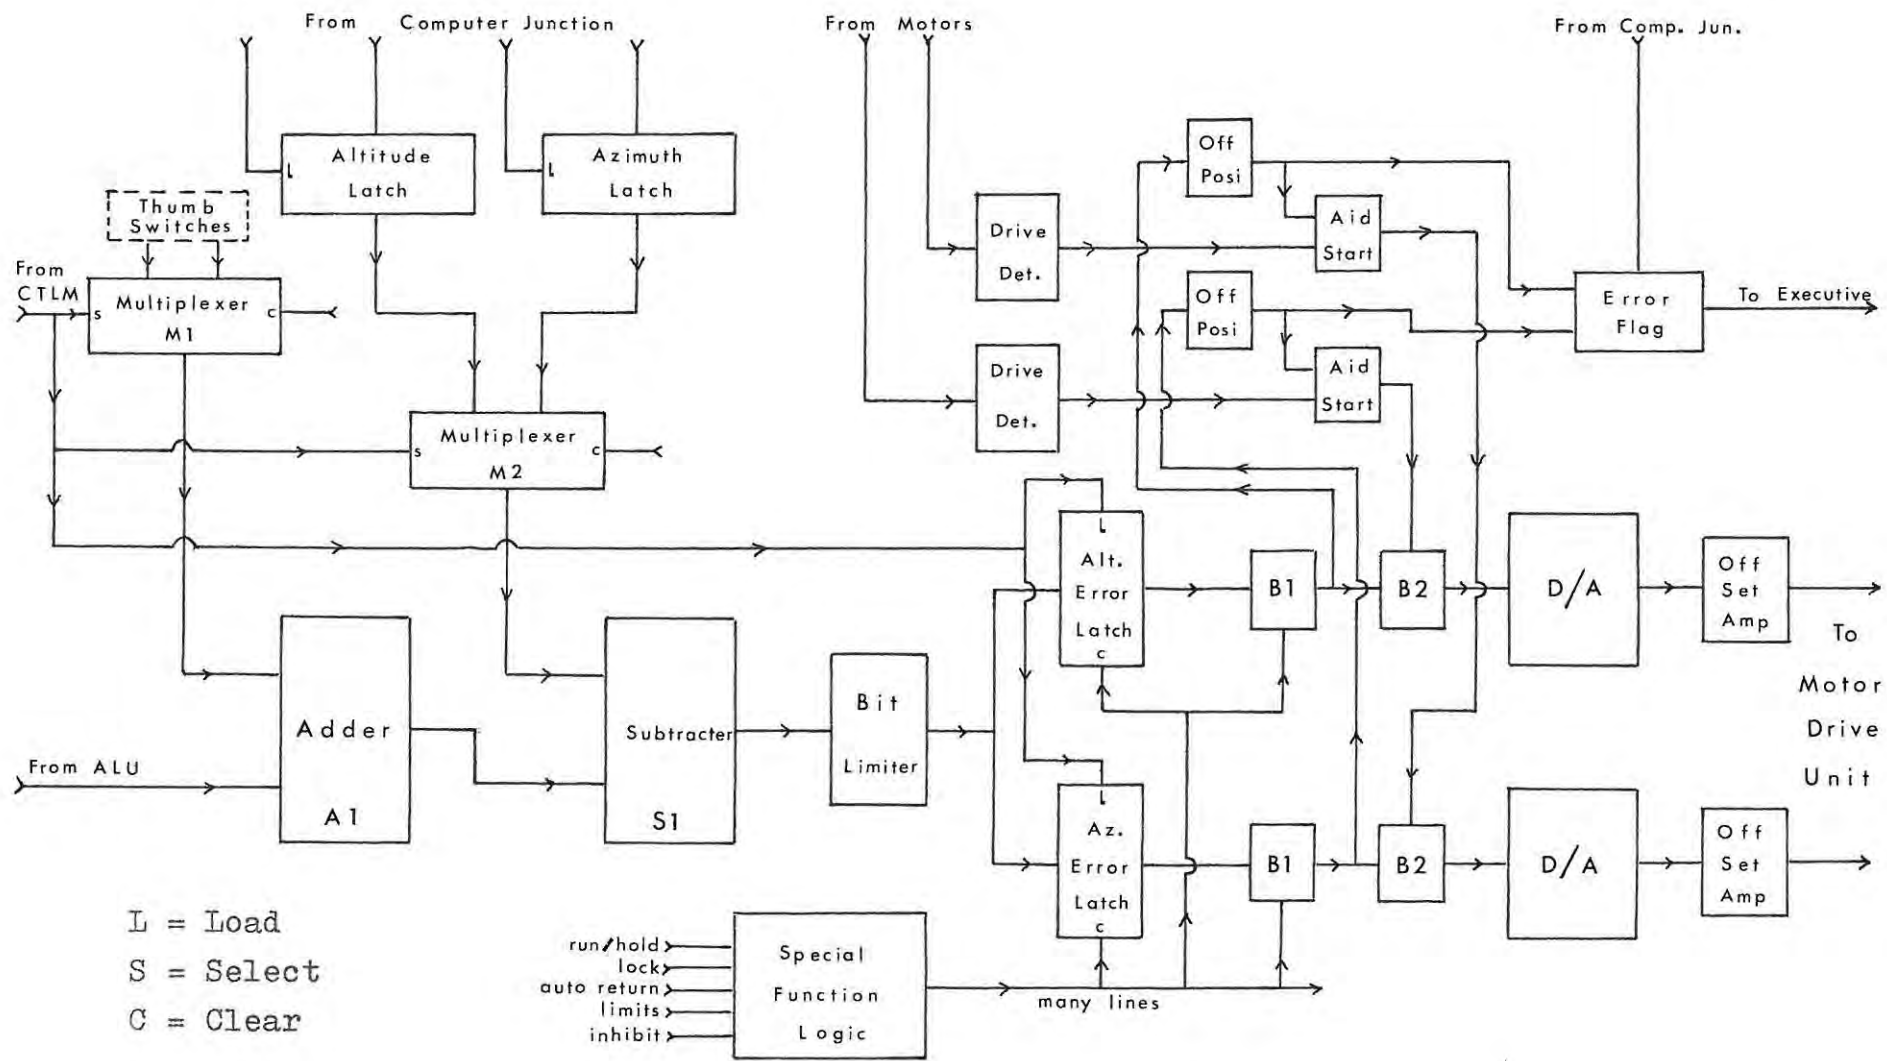 From Computer Junction
From Motors
From Comp. Jun.
L
Altitude
Latch
L
Azimuth
Latch
Thumb
Switches
From
CTLM
S
Multiplexer
M1
C
S
Multiplexer
M2
C
Drive
Det.
Drive
Det.
Off
Posi
Off
Posi
Aid
Start
Aid
Start
Error
Flag
To Executive
Adder
A1
From ALU
Subtracter
S1
Bit
Limiter
L
Alt.
Error
Latch
C
L
Az.
Error
Latch
C
B1
B2
D/A
Off
Set
Amp
B1
B2
D/A
Off
Set
Amp
To
Motor
Drive
Unit
run/hold
lock
auto return
limits
inhibit
Special
Function
Logic
many lines
L = Load
S = Select
C = Clear